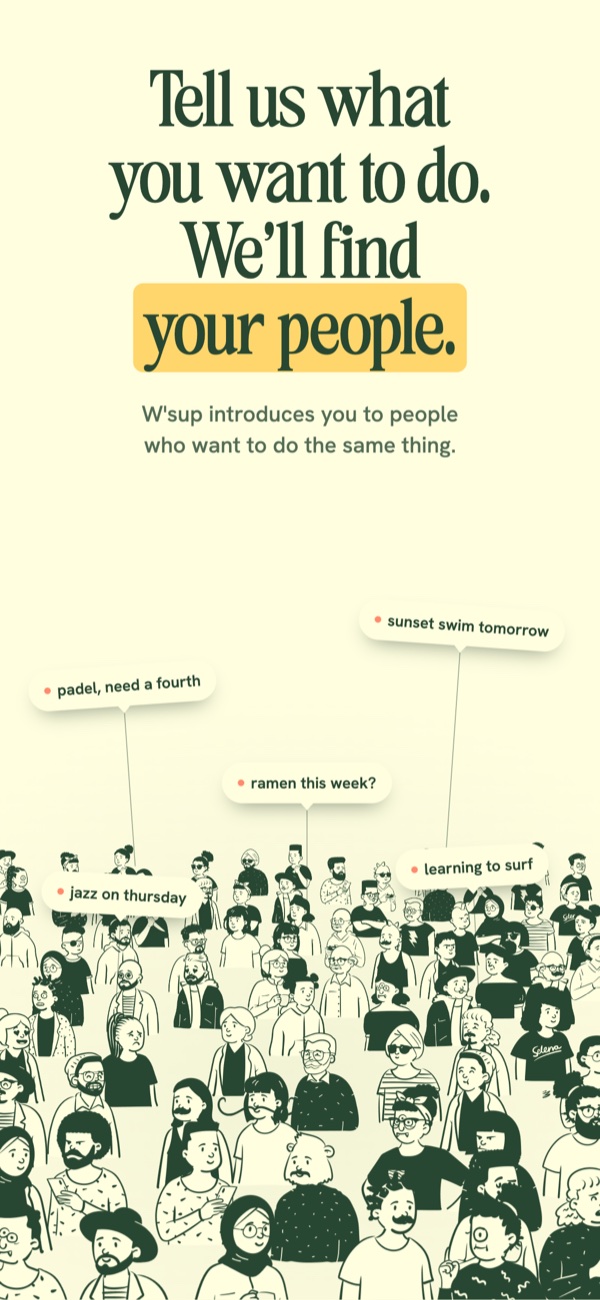 Tell us what
you want to do.
We’ll find
your people.
W'sup introduces you to people
who want to do the same thing.
sunset swim tomorrow
padel, need a fourth
ramen this week?
learning to surf
jazz on thursday